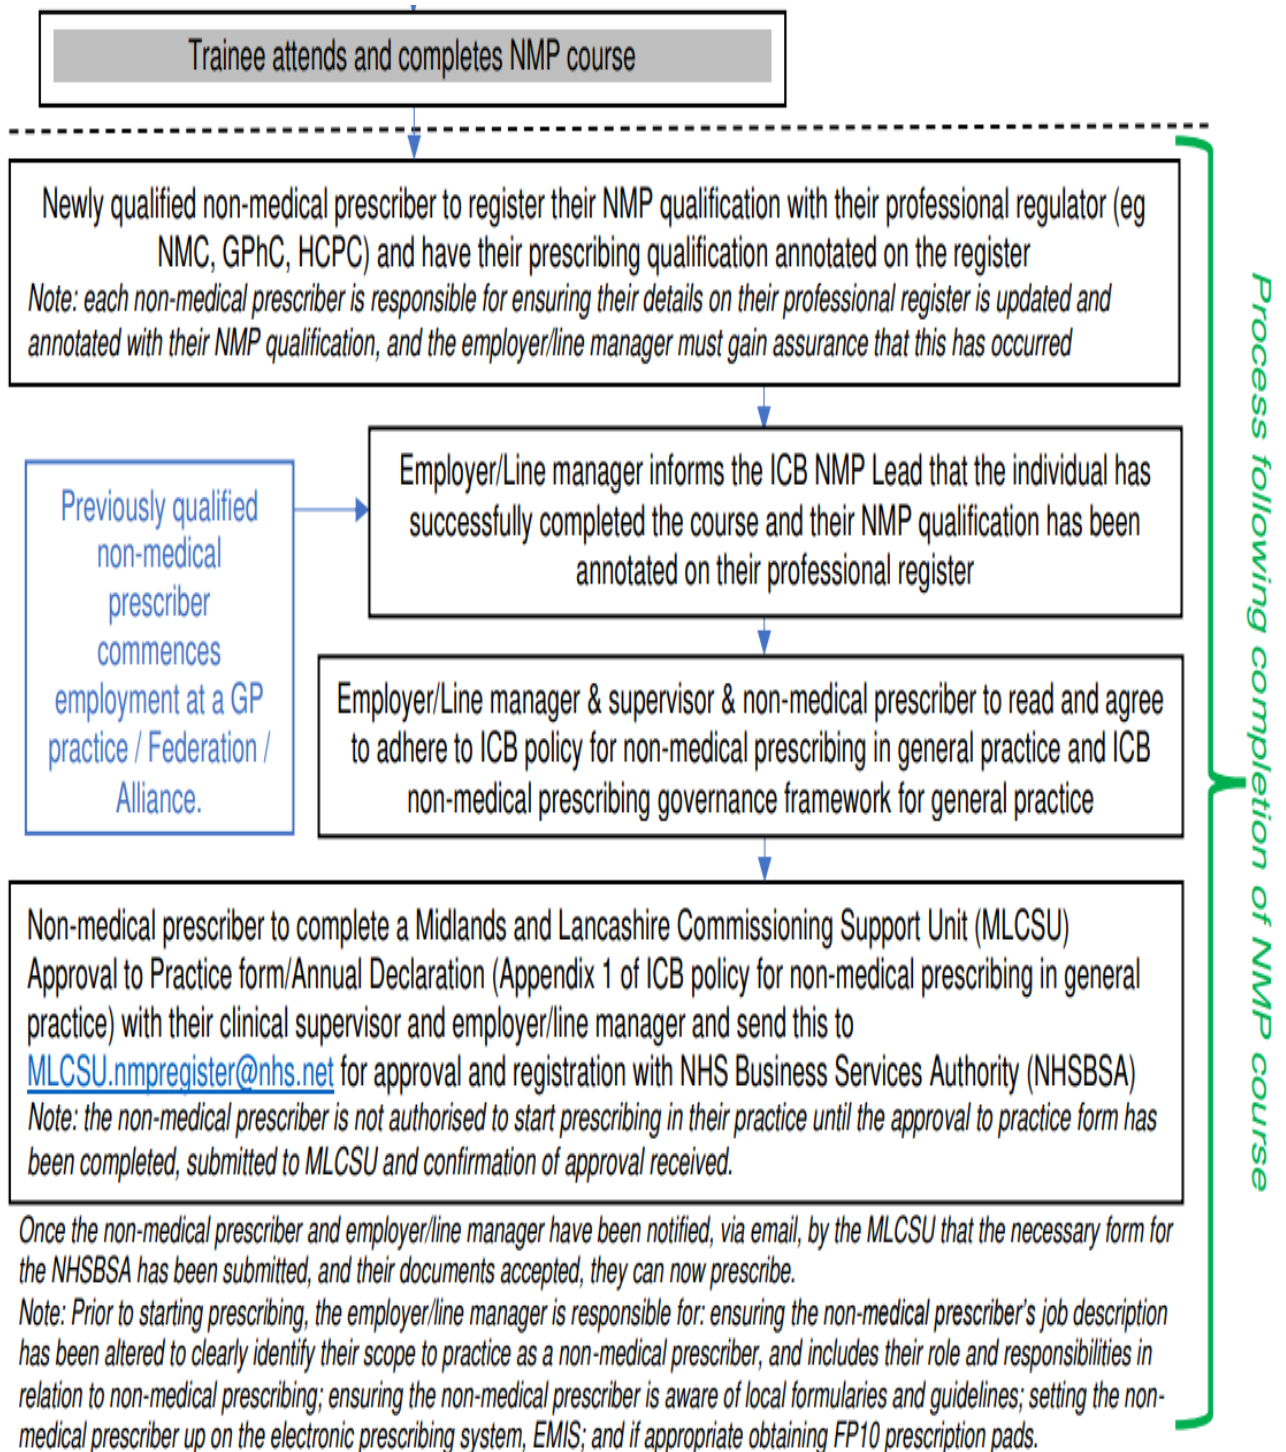 Trainee attends and completes NMP course
Newly qualified non-medical prescriber to register their NMP qualification with their professional regulator (eg
NMC, GPhC, HCPC) and have their prescribing qualification annotated on the register
Note: each non-medical prescriber is responsible for ensuring their details on their professional register is updated and
annotated with their NMP qualification, and the employer/line manager must gain assurance that this has occurred
Employer/Line manager informs the ICB NMP Lead that the individual has
successfully completed the course and their NMP qualification has been
annotated on their professional register
Previously qualified
non-medical
prescriber
commences
employment at a GP
practice / Federation /
Alliance.
Employer/Line manager & supervisor & non-medical prescriber to read and agree
to adhere to ICB policy for non-medical prescribing in general practice and ICB
non-medical prescribing governance framework for general practice
Non-medical prescriber to complete a Midlands and Lancashire Commissioning Support Unit (MLCSU)
Approval to Practice form/Annual Declaration (Appendix 1 of ICB policy for non-medical prescribing in general
practice) with their clinical supervisor and employer/line manager and send this to
MLCSU.nmpregister@nhs.net for approval and registration with NHS Business Services Authority (NHSBSA)
Note: the non-medical prescriber is not authorised to start prescribing in their practice until the approval to practice form has
been completed, submitted to MLCSU and confirmation of approval received.
Once the non-medical prescriber and employer/line manager have been notified, via email, by the MLCSU that the necessary form for
the NHSBSA has been submitted, and their documents accepted, they can now prescribe.
Note: Prior to starting prescribing, the employer/line manager is responsible for: ensuring the non-medical prescriber's job description
has been altered to clearly identify their scope to practice as a non-medical prescriber, and includes their role and responsibilities in
relation to non-medical prescribing; ensuring the non-medical prescriber is aware of local formularies and guidelines; setting the non-
medical prescriber up on the electronic prescribing system, EMIS; and if appropriate obtaining FP10 prescription pads.
Process following completion of NMP course